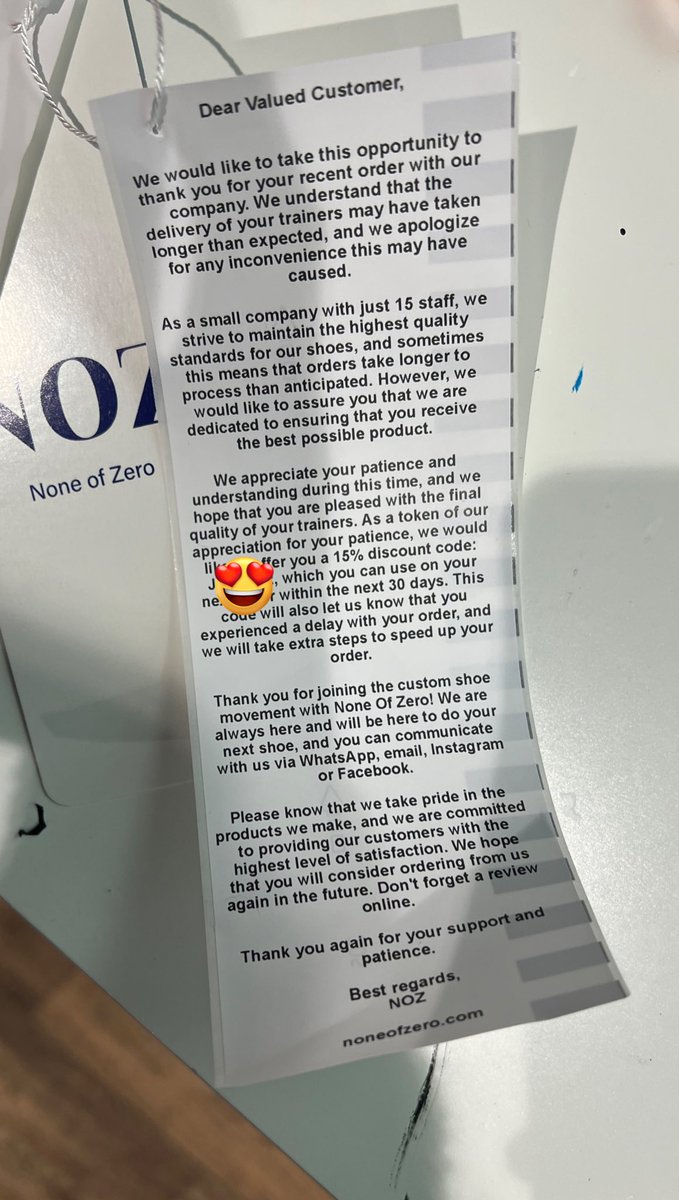 Dear Valued Customer,
We would like to take this opportunity to
thank you for your recent order with our
company. We understand that the
delivery of your trainers may have taken
longer than expected, and we apologize
for any inconvenience this may have
caused.
As a small company with just 15 staff, we
strive to maintain the highest quality
standards for our shoes, and sometimes
this means that orders take longer to
process than anticipated. However, we
would like to assure you that we are
dedicated to ensuring that you receive
the best possible product.
We appreciate your patience and
understanding during this time, and we
hope that you are pleased with the final
quality of your trainers. As a token of our
appreciation for your patience, we would
you a 15% discount code:
, which you can use on your
within the next 30 days. This
code will also let us know that you
experienced a delay with your order, and
we will take extra steps to speed up your
order.
Thank you for joining the custom shoe
movement with None Of Zero! We are
always here and will be here to do your
next shoe, and you can communicate
with us via WhatsApp, email, Instagram
or Facebook.
Please know that we take pride in the
products we make, and we are committed
to providing our customers with the
highest level of satisfaction. We hope
that you will consider ordering from us
again in the future. Don't forget a review
online.
Thank you again for your support and
patience.
Best regards,
NOZ
noneofzero.com
NOZ
None of Zero